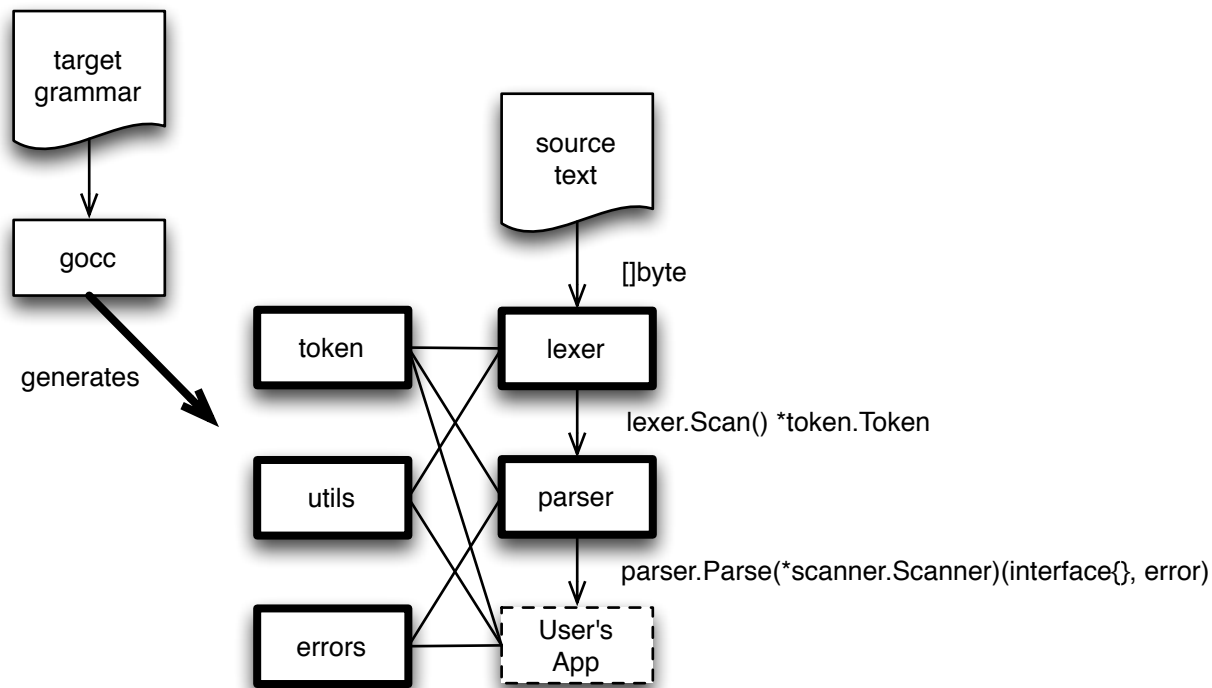 target
grammar
source
text
gocc
[]byte
token
lexer
generates
lexer.Scan() *token.Token
utils
parser
parser.Parse(*scanner.Scanner)(interface{}, error)
errors
User's
App